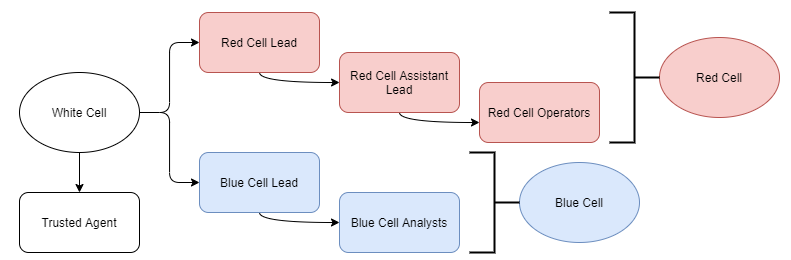 Red Cell Lead
Red Cell Assistant
Lead
Red Cell Operators
Red Cell
White Cell
Trusted Agent
Blue Cell Lead
Blue Cell Analysts
Blue Cell